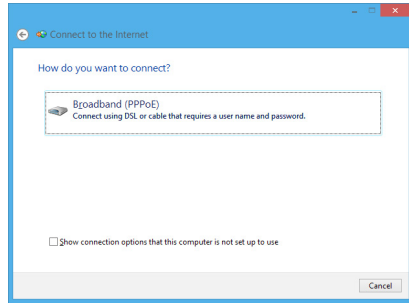 Connect to the Internet
How do you want to connect?
Broadband (PPPoE)
Connect using DSL or cable that requires a user name and password.
Show connection options that this computer is not set up to use
Cancel